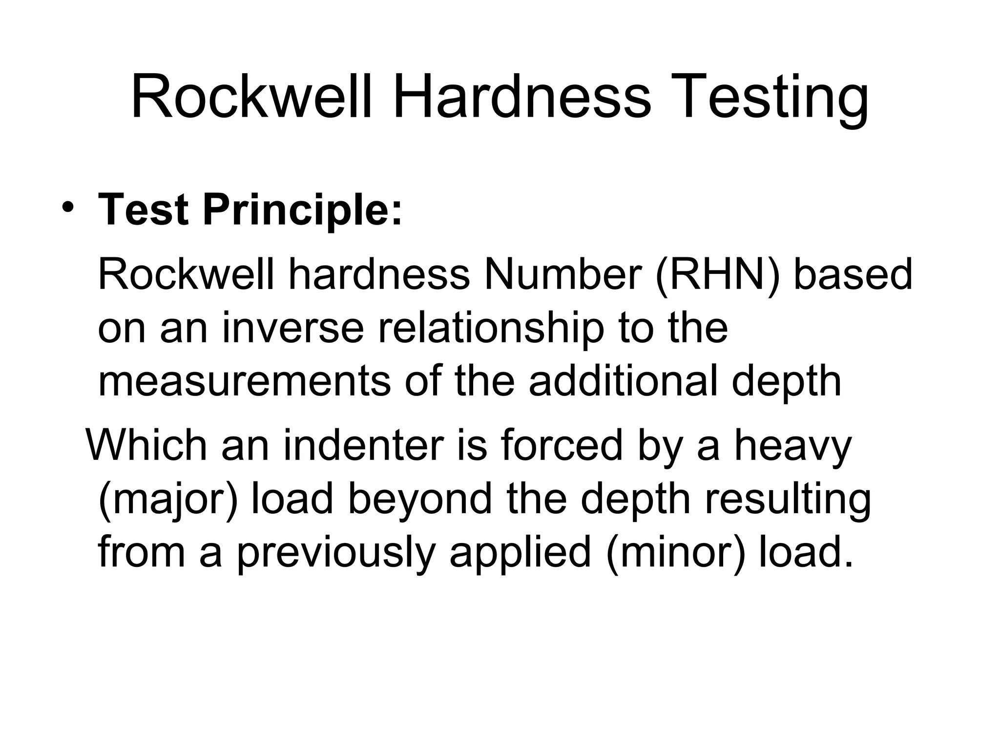 Rockwell Hardness Testing
• Test Principle:
Rockwell hardness Number (RHN) based
on an inverse relationship to the
measurements of the additional depth
Which an indenter is forced by a heavy
(major) load beyond the depth resulting
from a previously applied (minor) load.